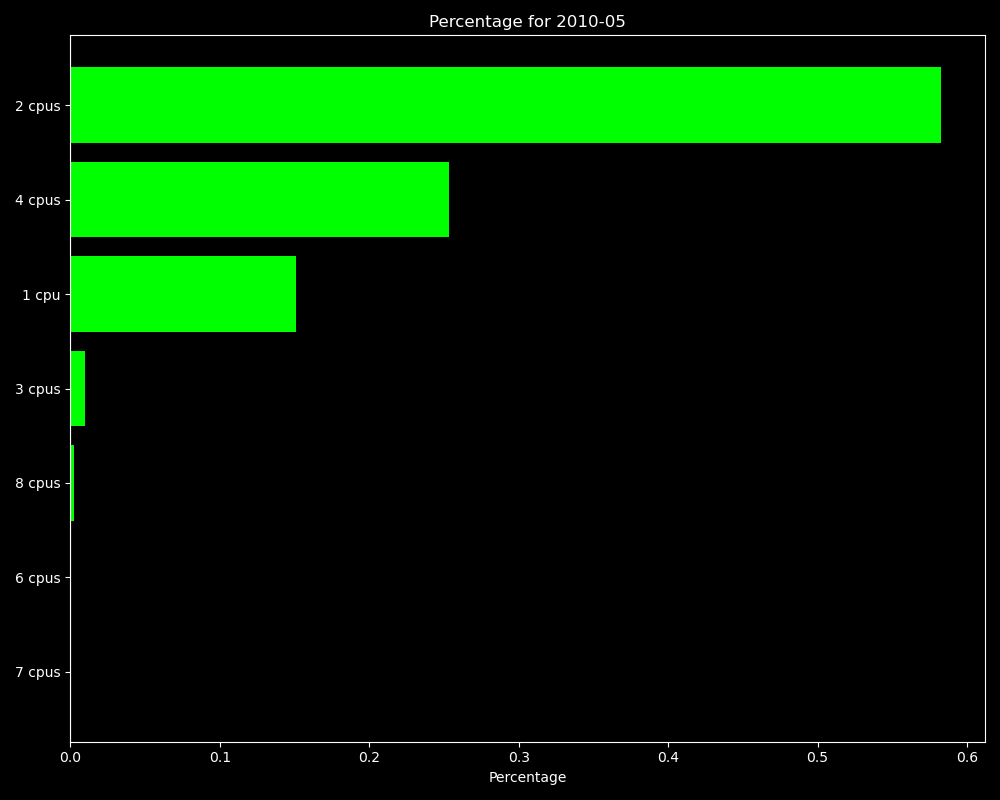 Percentage for 2010-05
2 cpus
4 cpus
1 cpu
3 cpus
8 cpus
6 cpus
7 cpus
0.0 0.1 0.2 0.3 0.4 0.5 0.6
Percentage